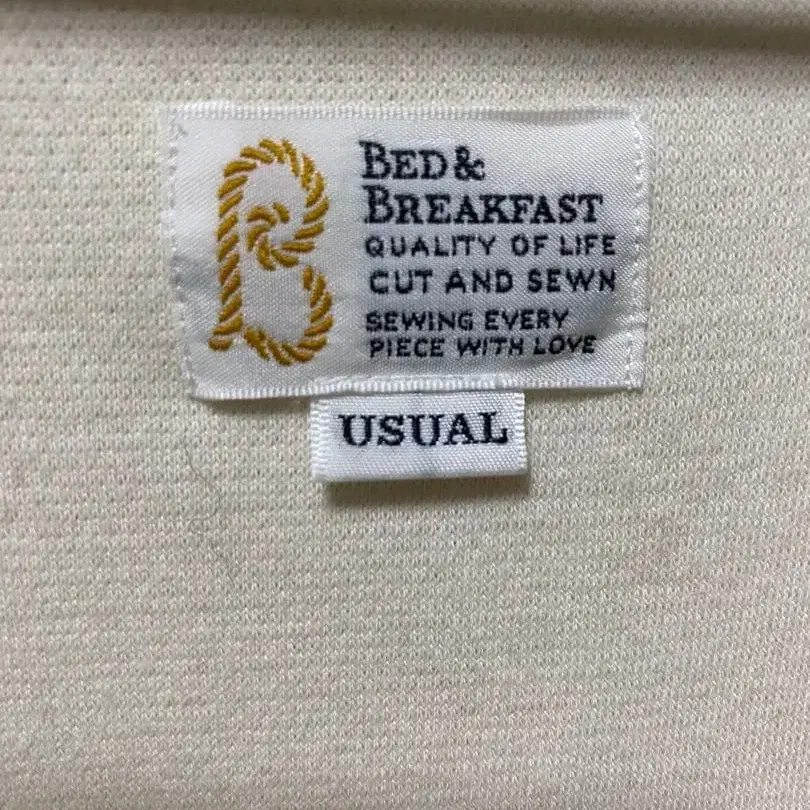 BED &
BREAKFAST
QUALITY OF LIFE
CUT AND SEWN
SEWING EVERY
PIECE WITH LOVE
USUAL